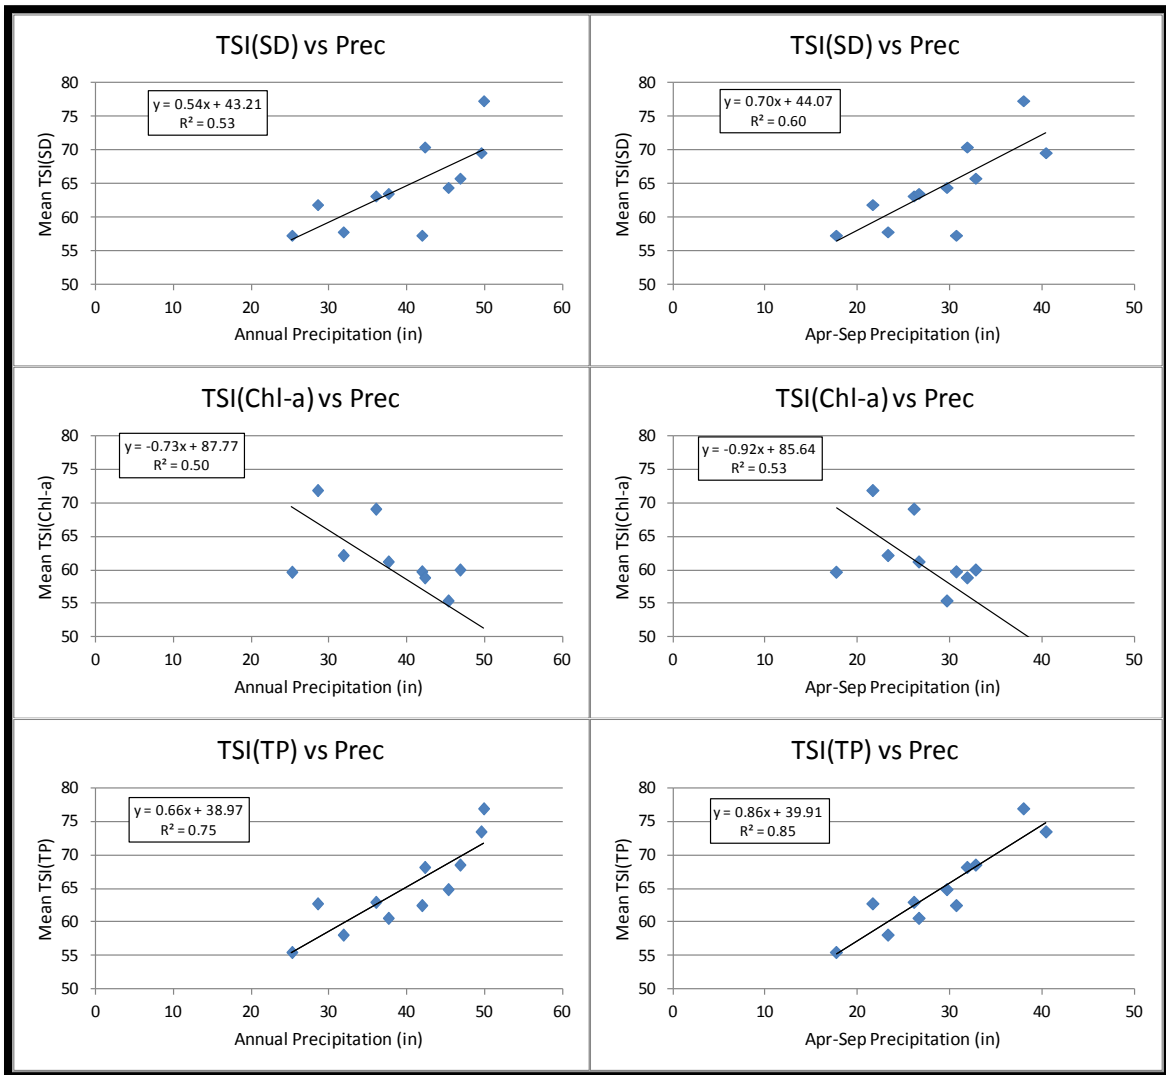 TSI(SD) vs Prec
y = 0.54x + 43.21
R² = 0.53
Mean TSI(SD)
80
75
70
65
60
55
50
0 10 20 30 40 50 60
Annual Precipitation (in)
TSI(SD) vs Prec
y = 0.70x + 44.07
R² = 0.60
Mean TSI(SD)
80
75
70
65
60
55
50
0 10 20 30 40 50
Apr-Sep Precipitation (in)
TSI(Chl-a) vs Prec
y = -0.73x + 87.77
R² = 0.50
Mean TSI(Chl-a)
80
75
70
65
60
55
50
0 10 20 30 40 50 60
Annual Precipitation (in)
TSI(Chl-a) vs Prec
y = -0.92x + 85.64
R² = 0.53
Mean TSI(Chl-a)
80
75
70
65
60
55
50
0 10 20 30 40 50
Apr-Sep Precipitation (in)
TSI(TP) vs Prec
y = 0.66x + 38.97
R² = 0.75
Mean TSI(TP)
80
75
70
65
60
55
50
0 10 20 30 40 50 60
Annual Precipitation (in)
TSI(TP) vs Prec
y = 0.86x + 39.91
R² = 0.85
Mean TSI(TP)
80
75
70
65
60
55
50
0 10 20 30 40 50
Apr-Sep Precipitation (in)